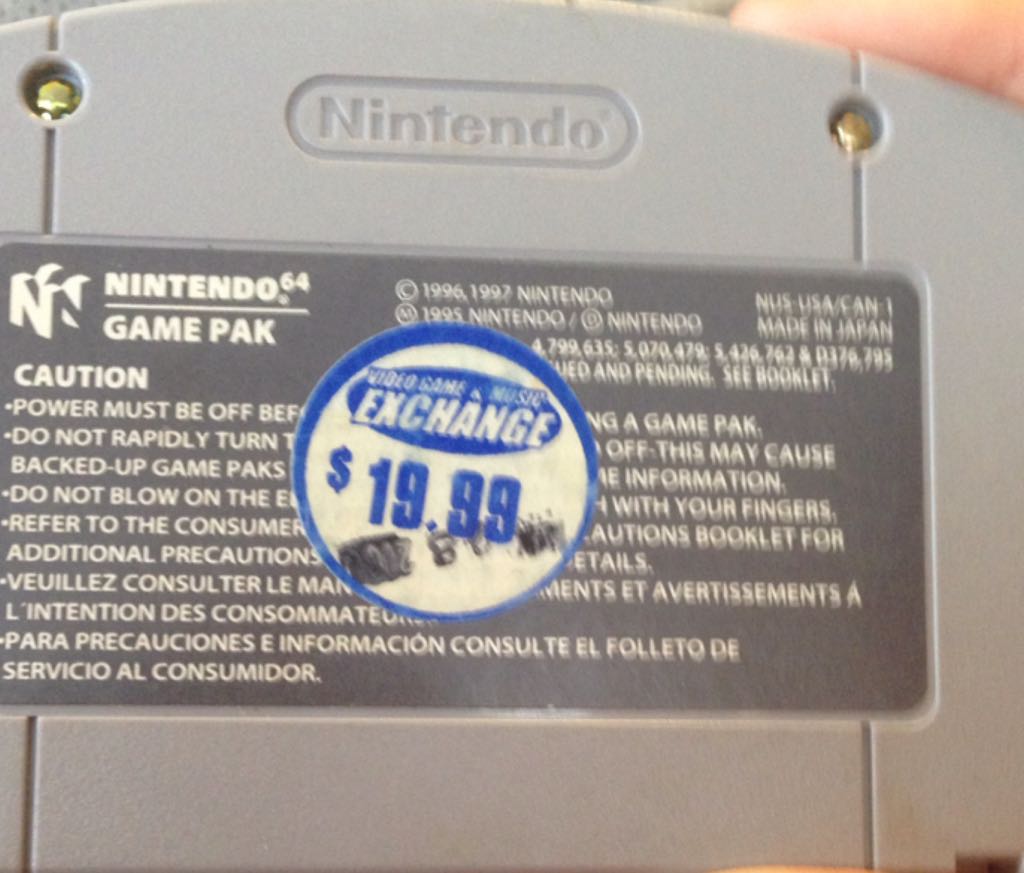 Nintendo
NINTENDO 64
GAME PAK
© 1996, 1997 NINTENDO
Ⓜ 1995 NINTENDO / Ⓓ NINTENDO
NUS-USA/CAN-1
MADE IN JAPAN
4,799,635; 5,070,479; 5,426,762 & D376,795
UED AND PENDING. SEE BOOKLET.
VIDEO GAME & MUSIC
EXCHANGE
$ 19.99
CAUTION
•POWER MUST BE OFF BEF NG A GAME PAK.
•DO NOT RAPIDLY TURN T OFF-THIS MAY CAUSE
BACKED-UP GAME PAKS E INFORMATION.
•DO NOT BLOW ON THE E WITH YOUR FINGERS.
•REFER TO THE CONSUMER AUTIONS BOOKLET FOR
ADDITIONAL PRECAUTIONS ETAILS.
•VEUILLEZ CONSULTER LE MAN MENTS ET AVERTISSEMENTS Á
L'INTENTION DES CONSOMMATEUR
•PARA PRECAUCIONES E INFORMACIÓN CONSULTE EL FOLLETO DE
SERVICIO AL CONSUMIDOR.